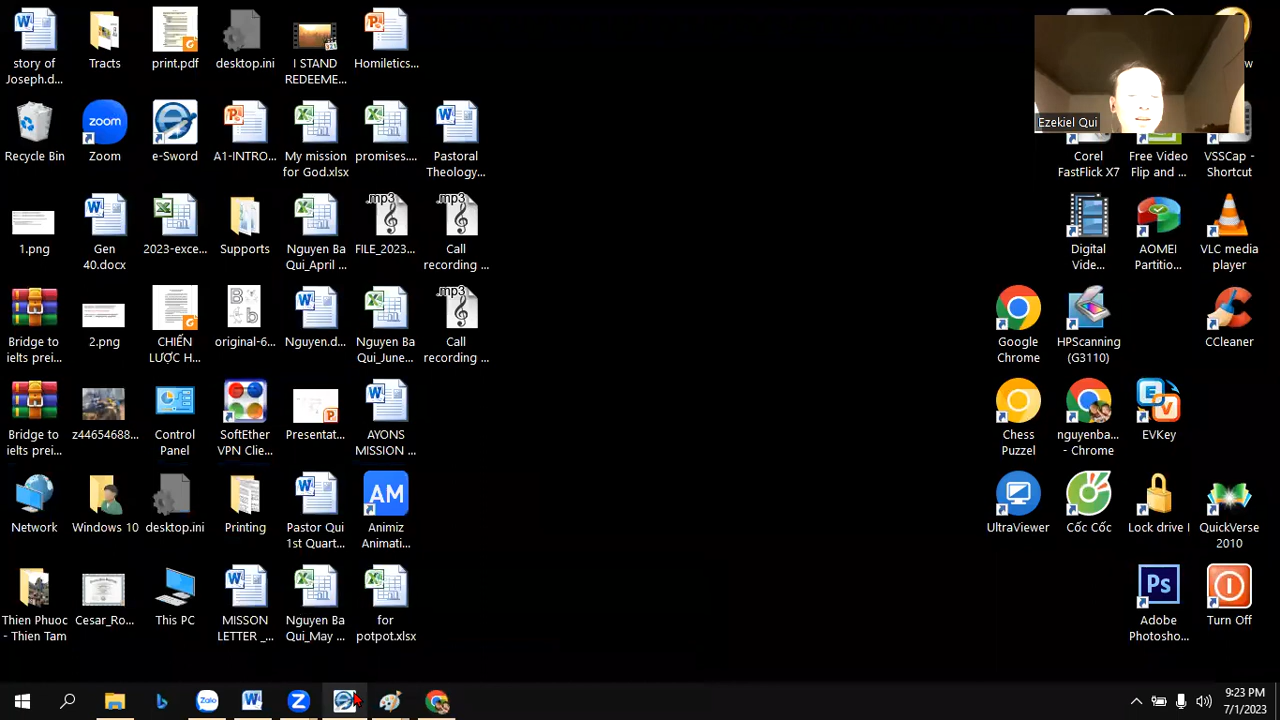 story of
Joseph.d...
Tracts
print.pdf
desktop.ini
I STAND
REDEEME...
Homiletics...
Recycle Bin
zoom
Zoom
e-Sword
A1-INTRO...
My mission
for God.xlsx
promises....
Pastoral
Theology...
1.png
Gen
40.docx
2023-exce...
Supports
Nguyen Ba
Qui_April ...
mp3
FILE_2023...
mp3
Call
recording ...
Bridge to
ielts prei...
2.png
CHIẾN
LƯỢC H...
original-6...
Nguyen.d...
Nguyen Ba
Qui_June...
mp3
Call
recording ...
Bridge to
ielts prei...
z44654688...
Control
Panel
SoftEther
VPN Clie...
Presentat...
AYONS
MISSION ...
Network
Windows 10
desktop.ini
Printing
Pastor Qui
1st Quart...
AM
Animiz
Animati...
Thien Phuoc
- Thien Tam
Cesar_Ro...
This PC
MISSON
LETTER _...
Nguyen Ba
Qui_May ...
for
potpot.xlsx
Ezekiel Qui
Corel
FastFlick X7
Free Video
Flip and ...
VSSCap -
Shortcut
Digital
Video...
AOMEI
Partitio...
VLC media
player
Google
Chrome
HPScanning
(G3110)
CCleaner
Chess
Puzzel
nguyenba...
- Chrome
E
V
EVKey
UltraViewer
Cốc Cốc
Lock drive I
QuickVerse
2010
Ps
Adobe
Photosho...
Turn Off
Zalo
9:23 PM
7/1/2023